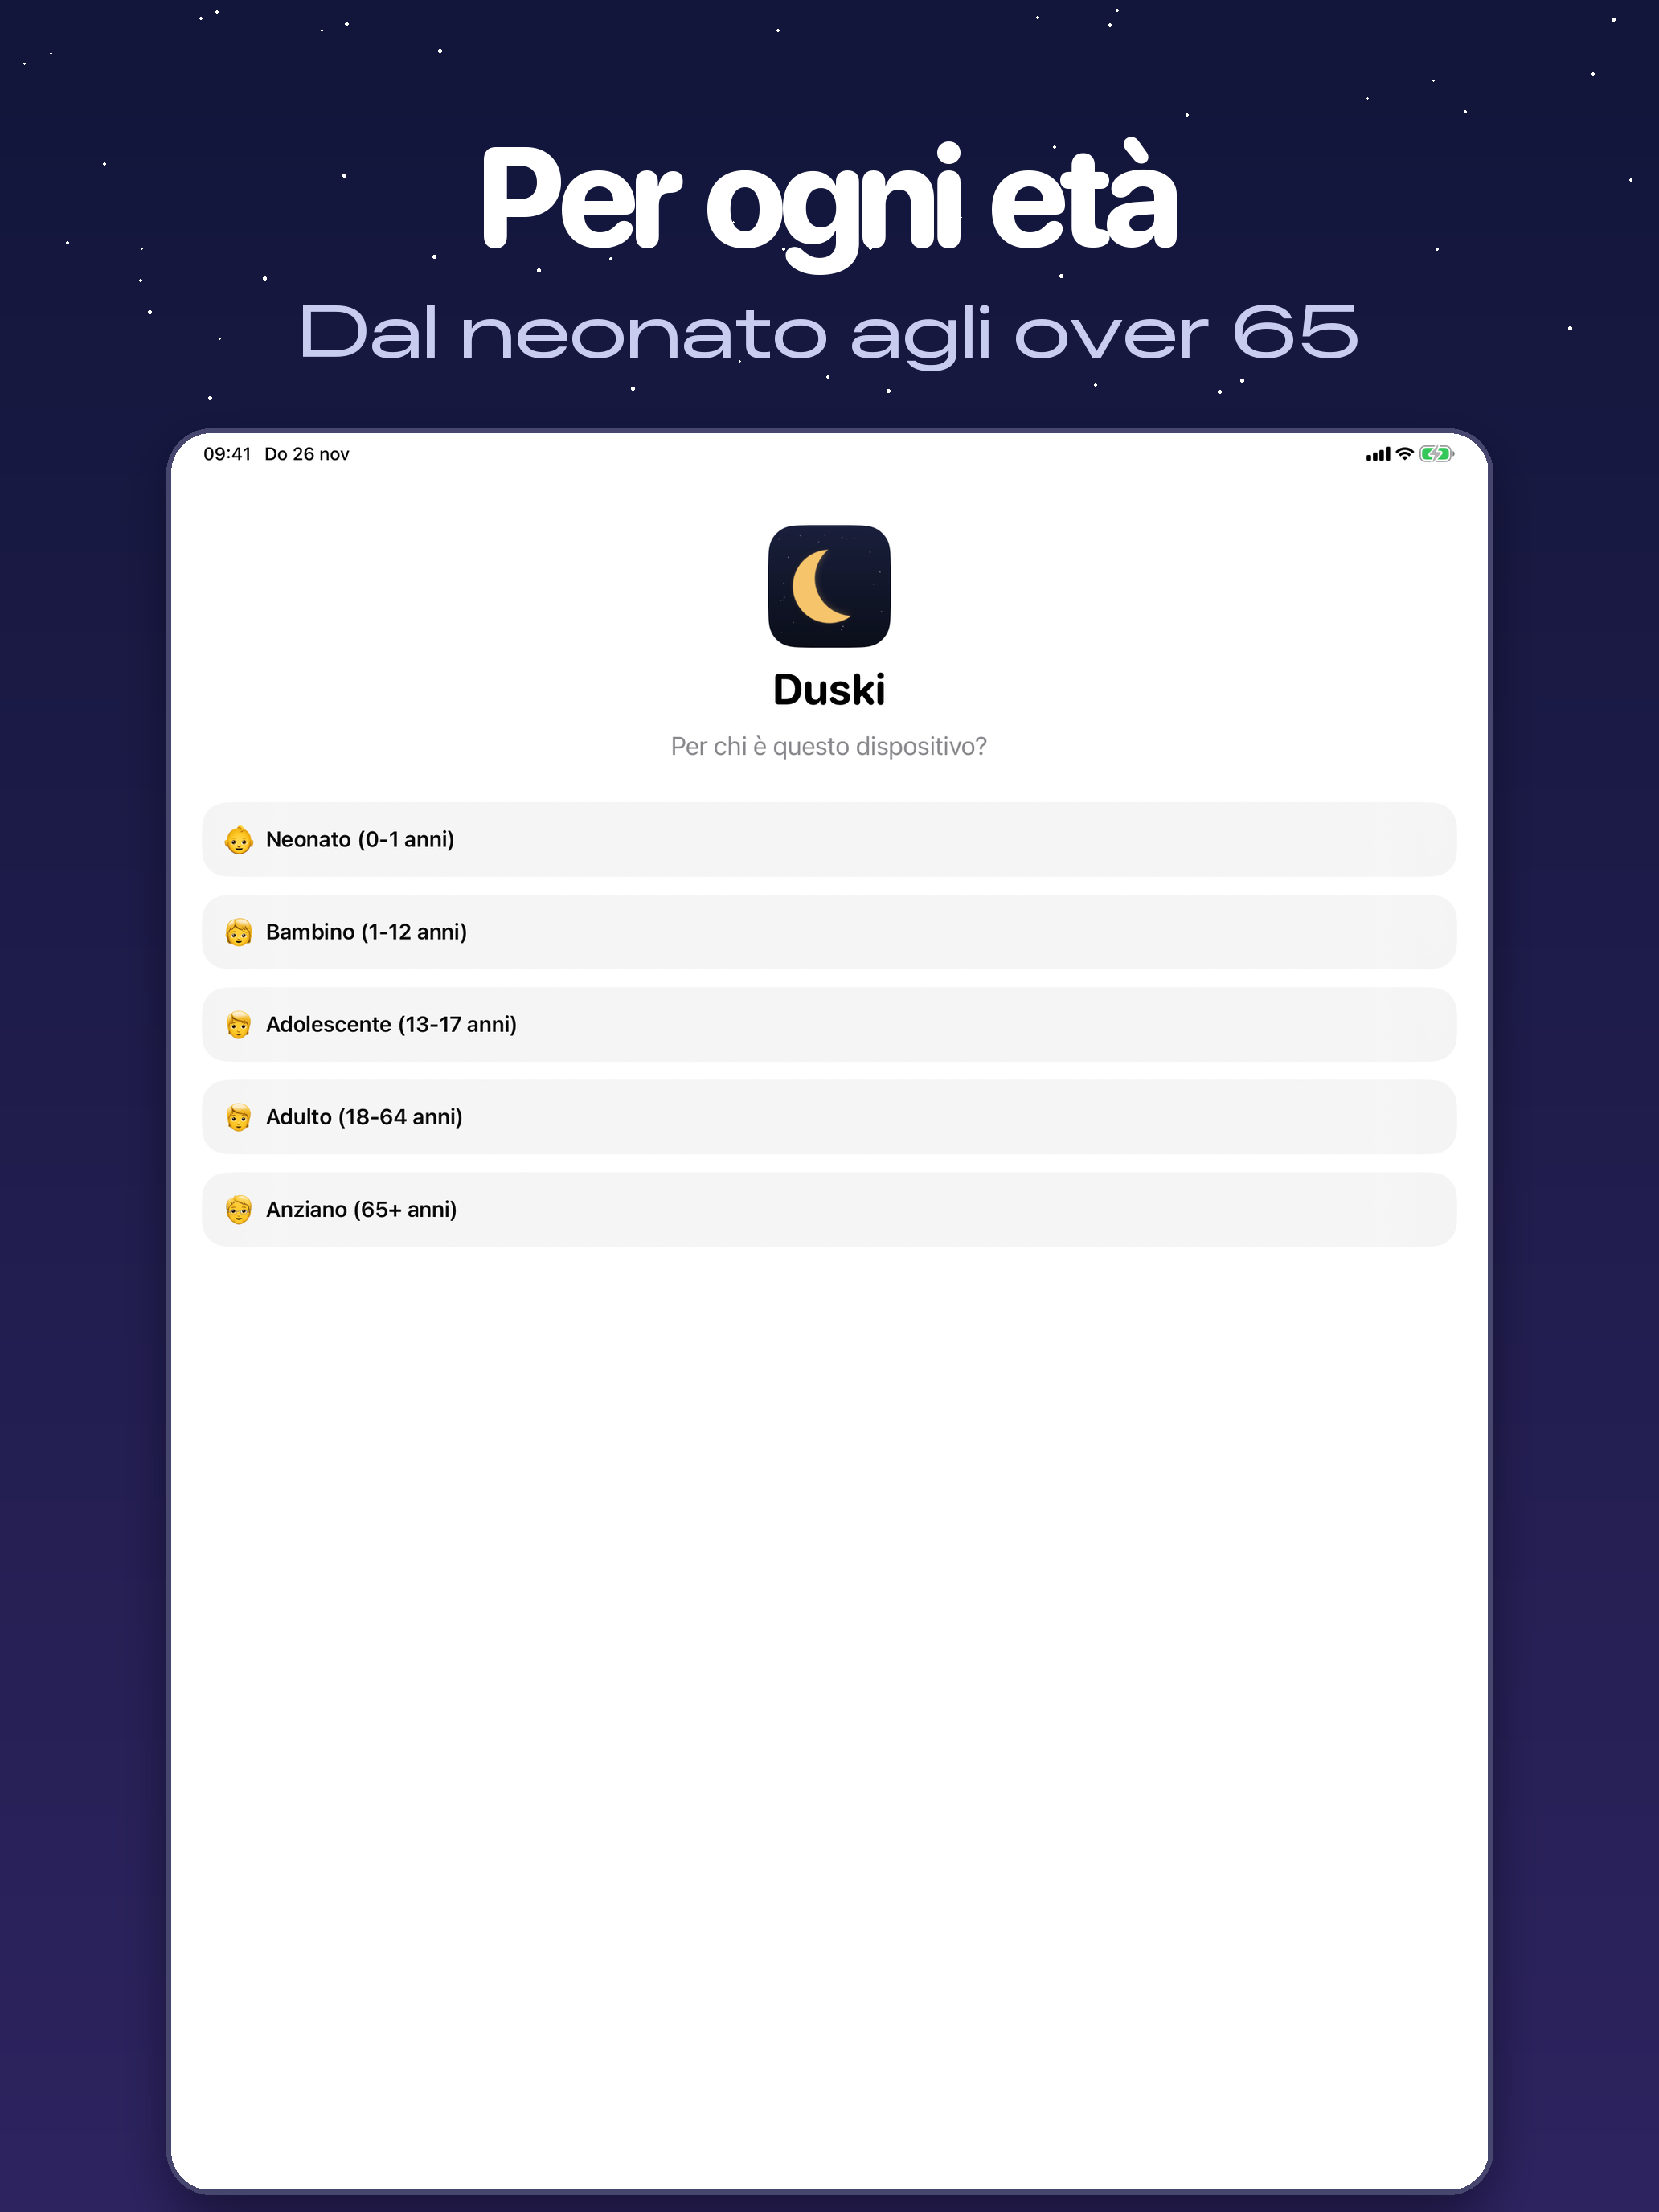 Per ogni età
Dal neonato agli over 65
09:41 Do 26 nov
Duski
Per chi è questo dispositivo?
Neonato (0-1 anni)
Bambino (1-12 anni)
Adolescente (13-17 anni)
Adulto (18-64 anni)
Anziano (65+ anni)